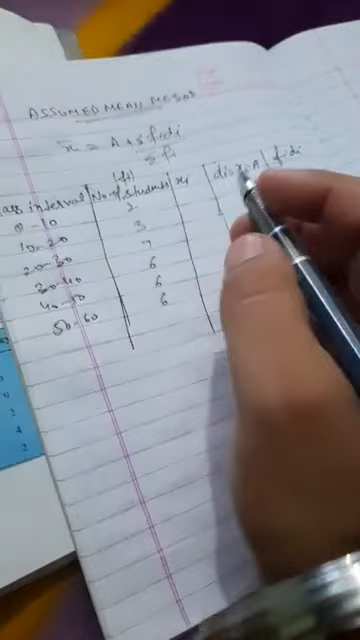 ASSUMED MEAN METHOD
x̄ = A + Σfidi
Σfi
(fi)
Class interval No. of students xi di=xi-A fidi
0-10 2
10-20 3
20-30 7
30-40 6
40-50 6
50-60 6